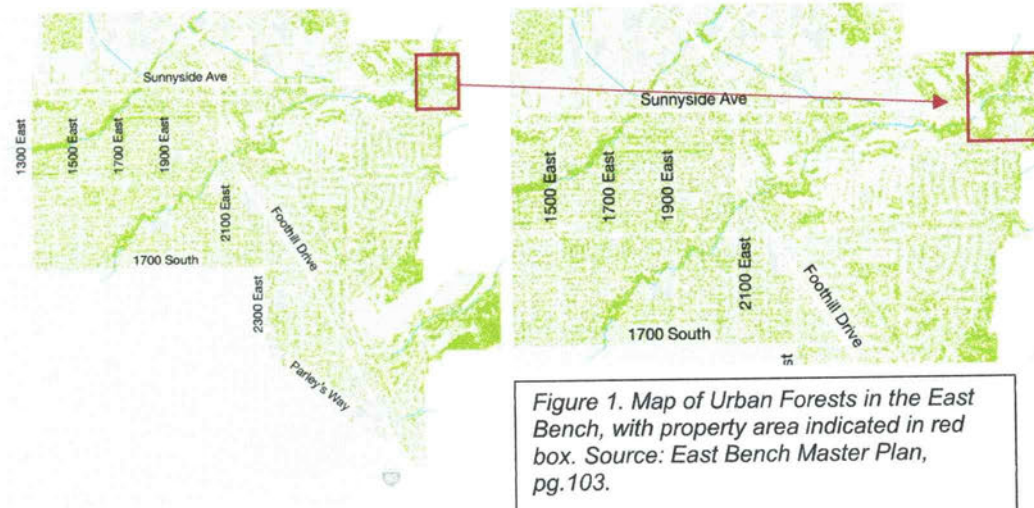 Sunnyside Ave
1300 East
1500 East
1700 East
1900 East
2100 East
Foothill Drive
1700 South
2300 East
Parley's Way
Sunnyside Ave
1500 East
1700 East
1900 East
2100 East
Foothill Drive
1700 South
st
Figure 1. Map of Urban Forests in the East
Bench, with property area indicated in red
box. Source: East Bench Master Plan,
pg.103.